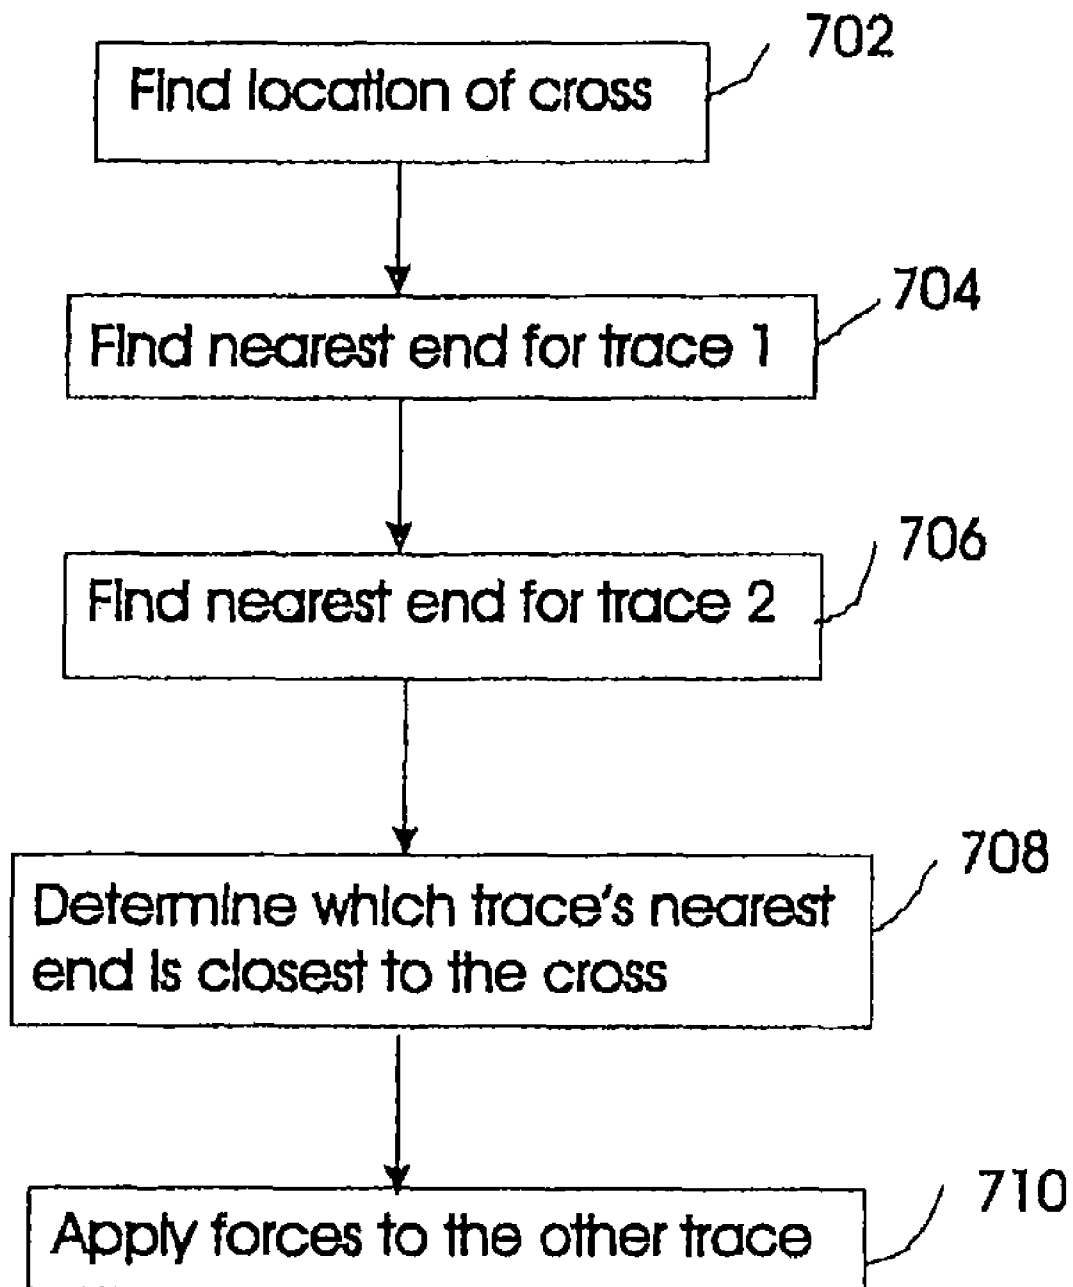 702
Find location of cross
704
Find nearest end for trace 1
706
Find nearest end for trace 2
708
Determine which trace's nearest
end is closest to the cross
710
Apply forces to the other trace